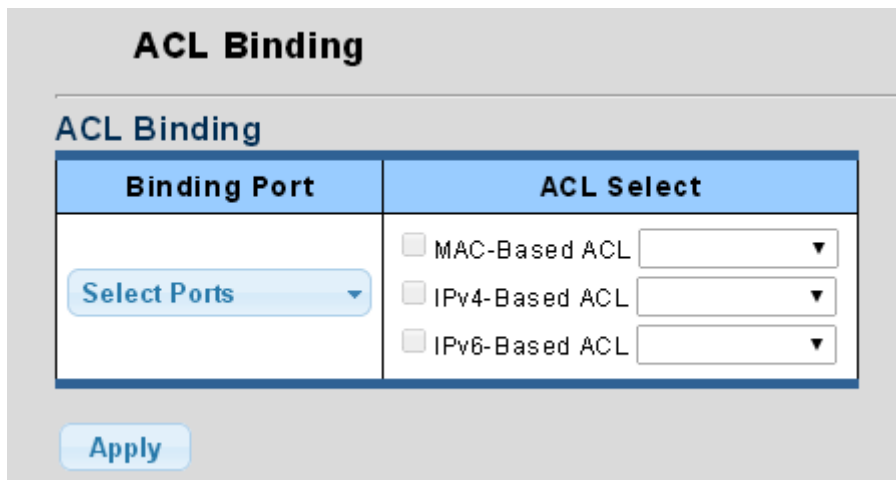 ACL Binding
ACL Binding
Binding Port
ACL Select
Select Ports
MAC-Based ACL
IPv4-Based ACL
IPv6-Based ACL
Apply